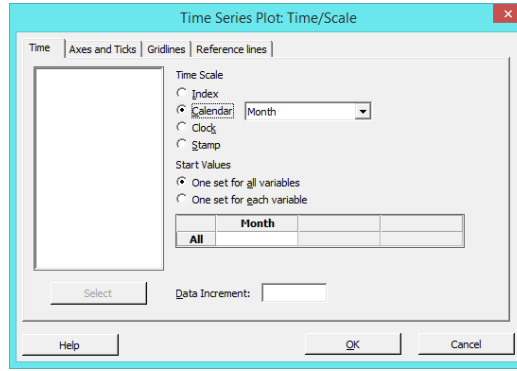 Time Series Plot: Time/Scale
Time
Axes and Ticks
Gridlines
Reference lines
Time Scale
Index
Calendar
Month
Clock
Stamp
Start Values
One set for all variables
One set for each variable
Month
All
Select
Data Increment:
Help
OK
Cancel